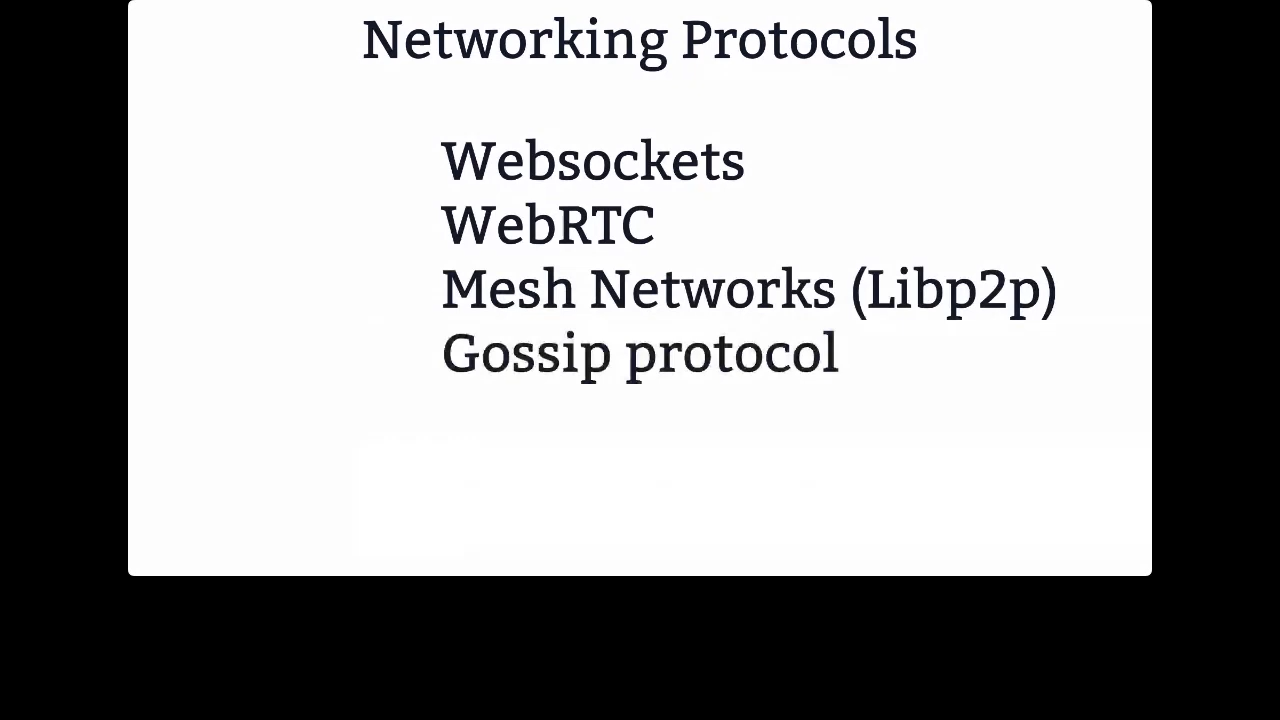 Networking Protocols
Websockets
WebRTC
Mesh Networks (Libp2p)
Gossip protocol